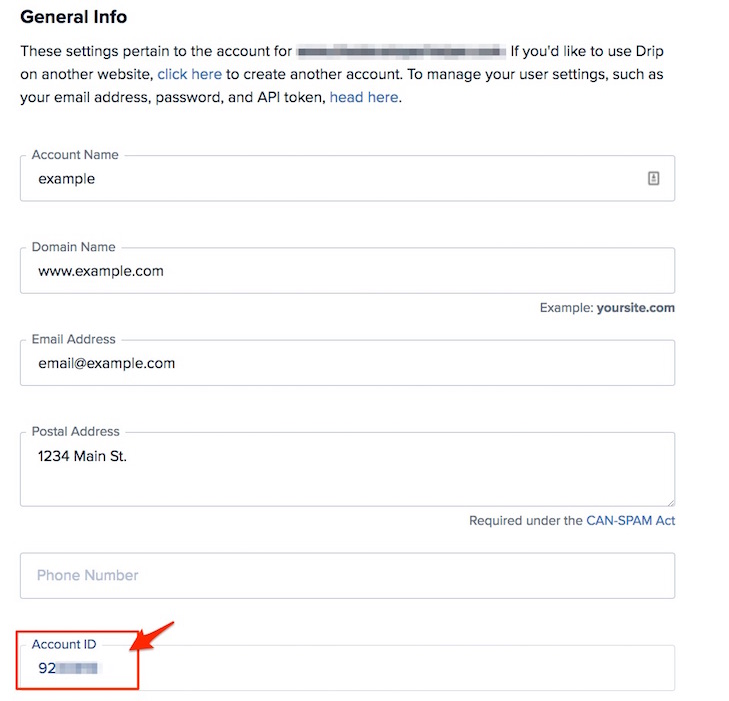 General Info
These settings pertain to the account for If you'd like to use Drip
on another website, click here to create another account. To manage your user settings, such as
your email address, password, and API token, head here.
Account Name
example
Domain Name
www.example.com
Example: yoursite.com
Email Address
email@example.com
Postal Address
1234 Main St.
Required under the CAN-SPAM Act
Phone Number
Account ID
92